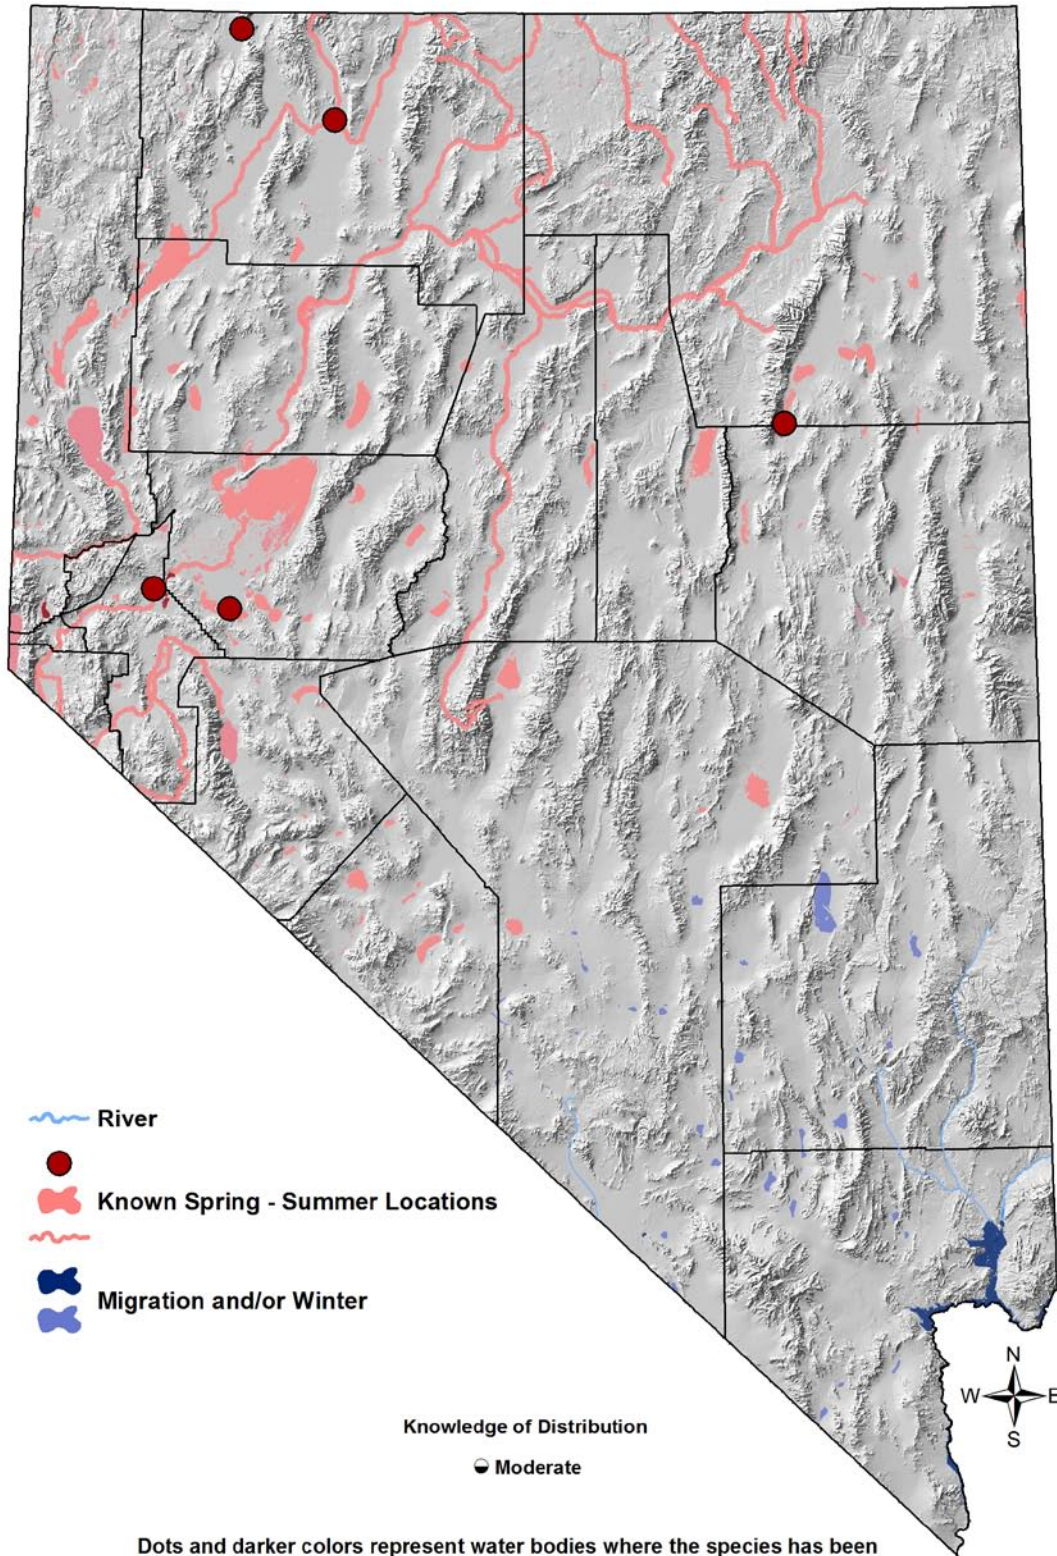 River
Known Spring - Summer Locations
Migration and/or Winter
N
W E
S
Knowledge of Distribution
Moderate
Dots and darker colors represent water bodies where the species has been